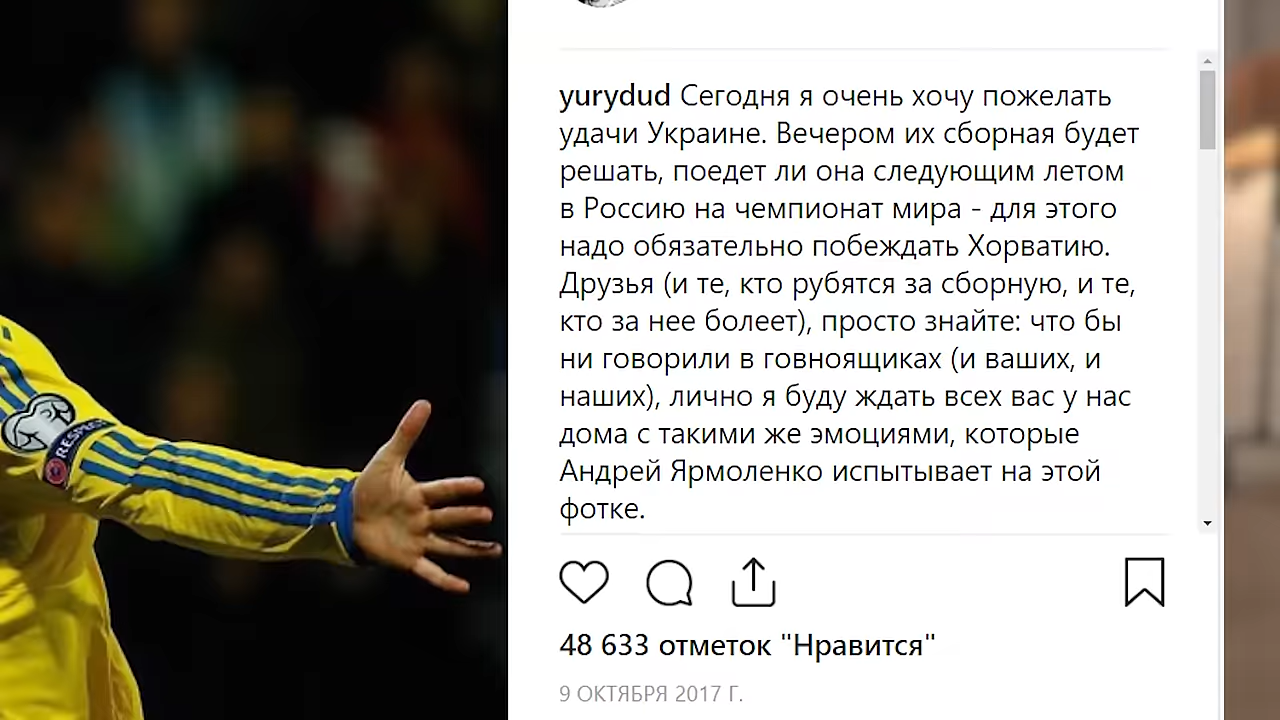 yurydud Сегодня я очень хочу пожелать
удачи Украине. Вечером их сборная будет
решать, поедет ли она следующим летом
в Россию на чемпионат мира - для этого
надо обязательно побеждать Хорватию.
Друзья (и те, кто рубятся за сборную, и те,
кто за нее болеет), просто знайте: что бы
ни говорили в говноящиках (и ваших, и
наших), лично я буду ждать всех вас у нас
дома с такими же эмоциями, которые
Андрей Ярмоленко испытывает на этой
фотке.
RESPECT
48 633 отметок "Нравится"
9 ОКТЯБРЯ 2017 Г.